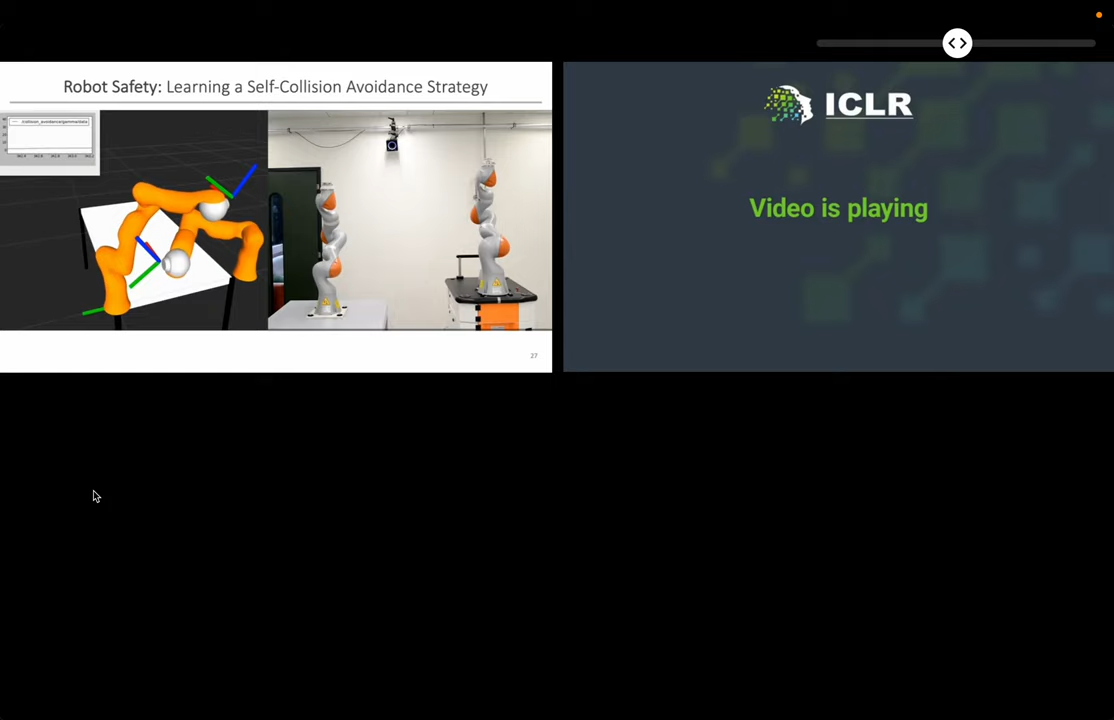 Robot Safety: Learning a Self-Collision Avoidance Strategy
27
ICLR
Video is playing